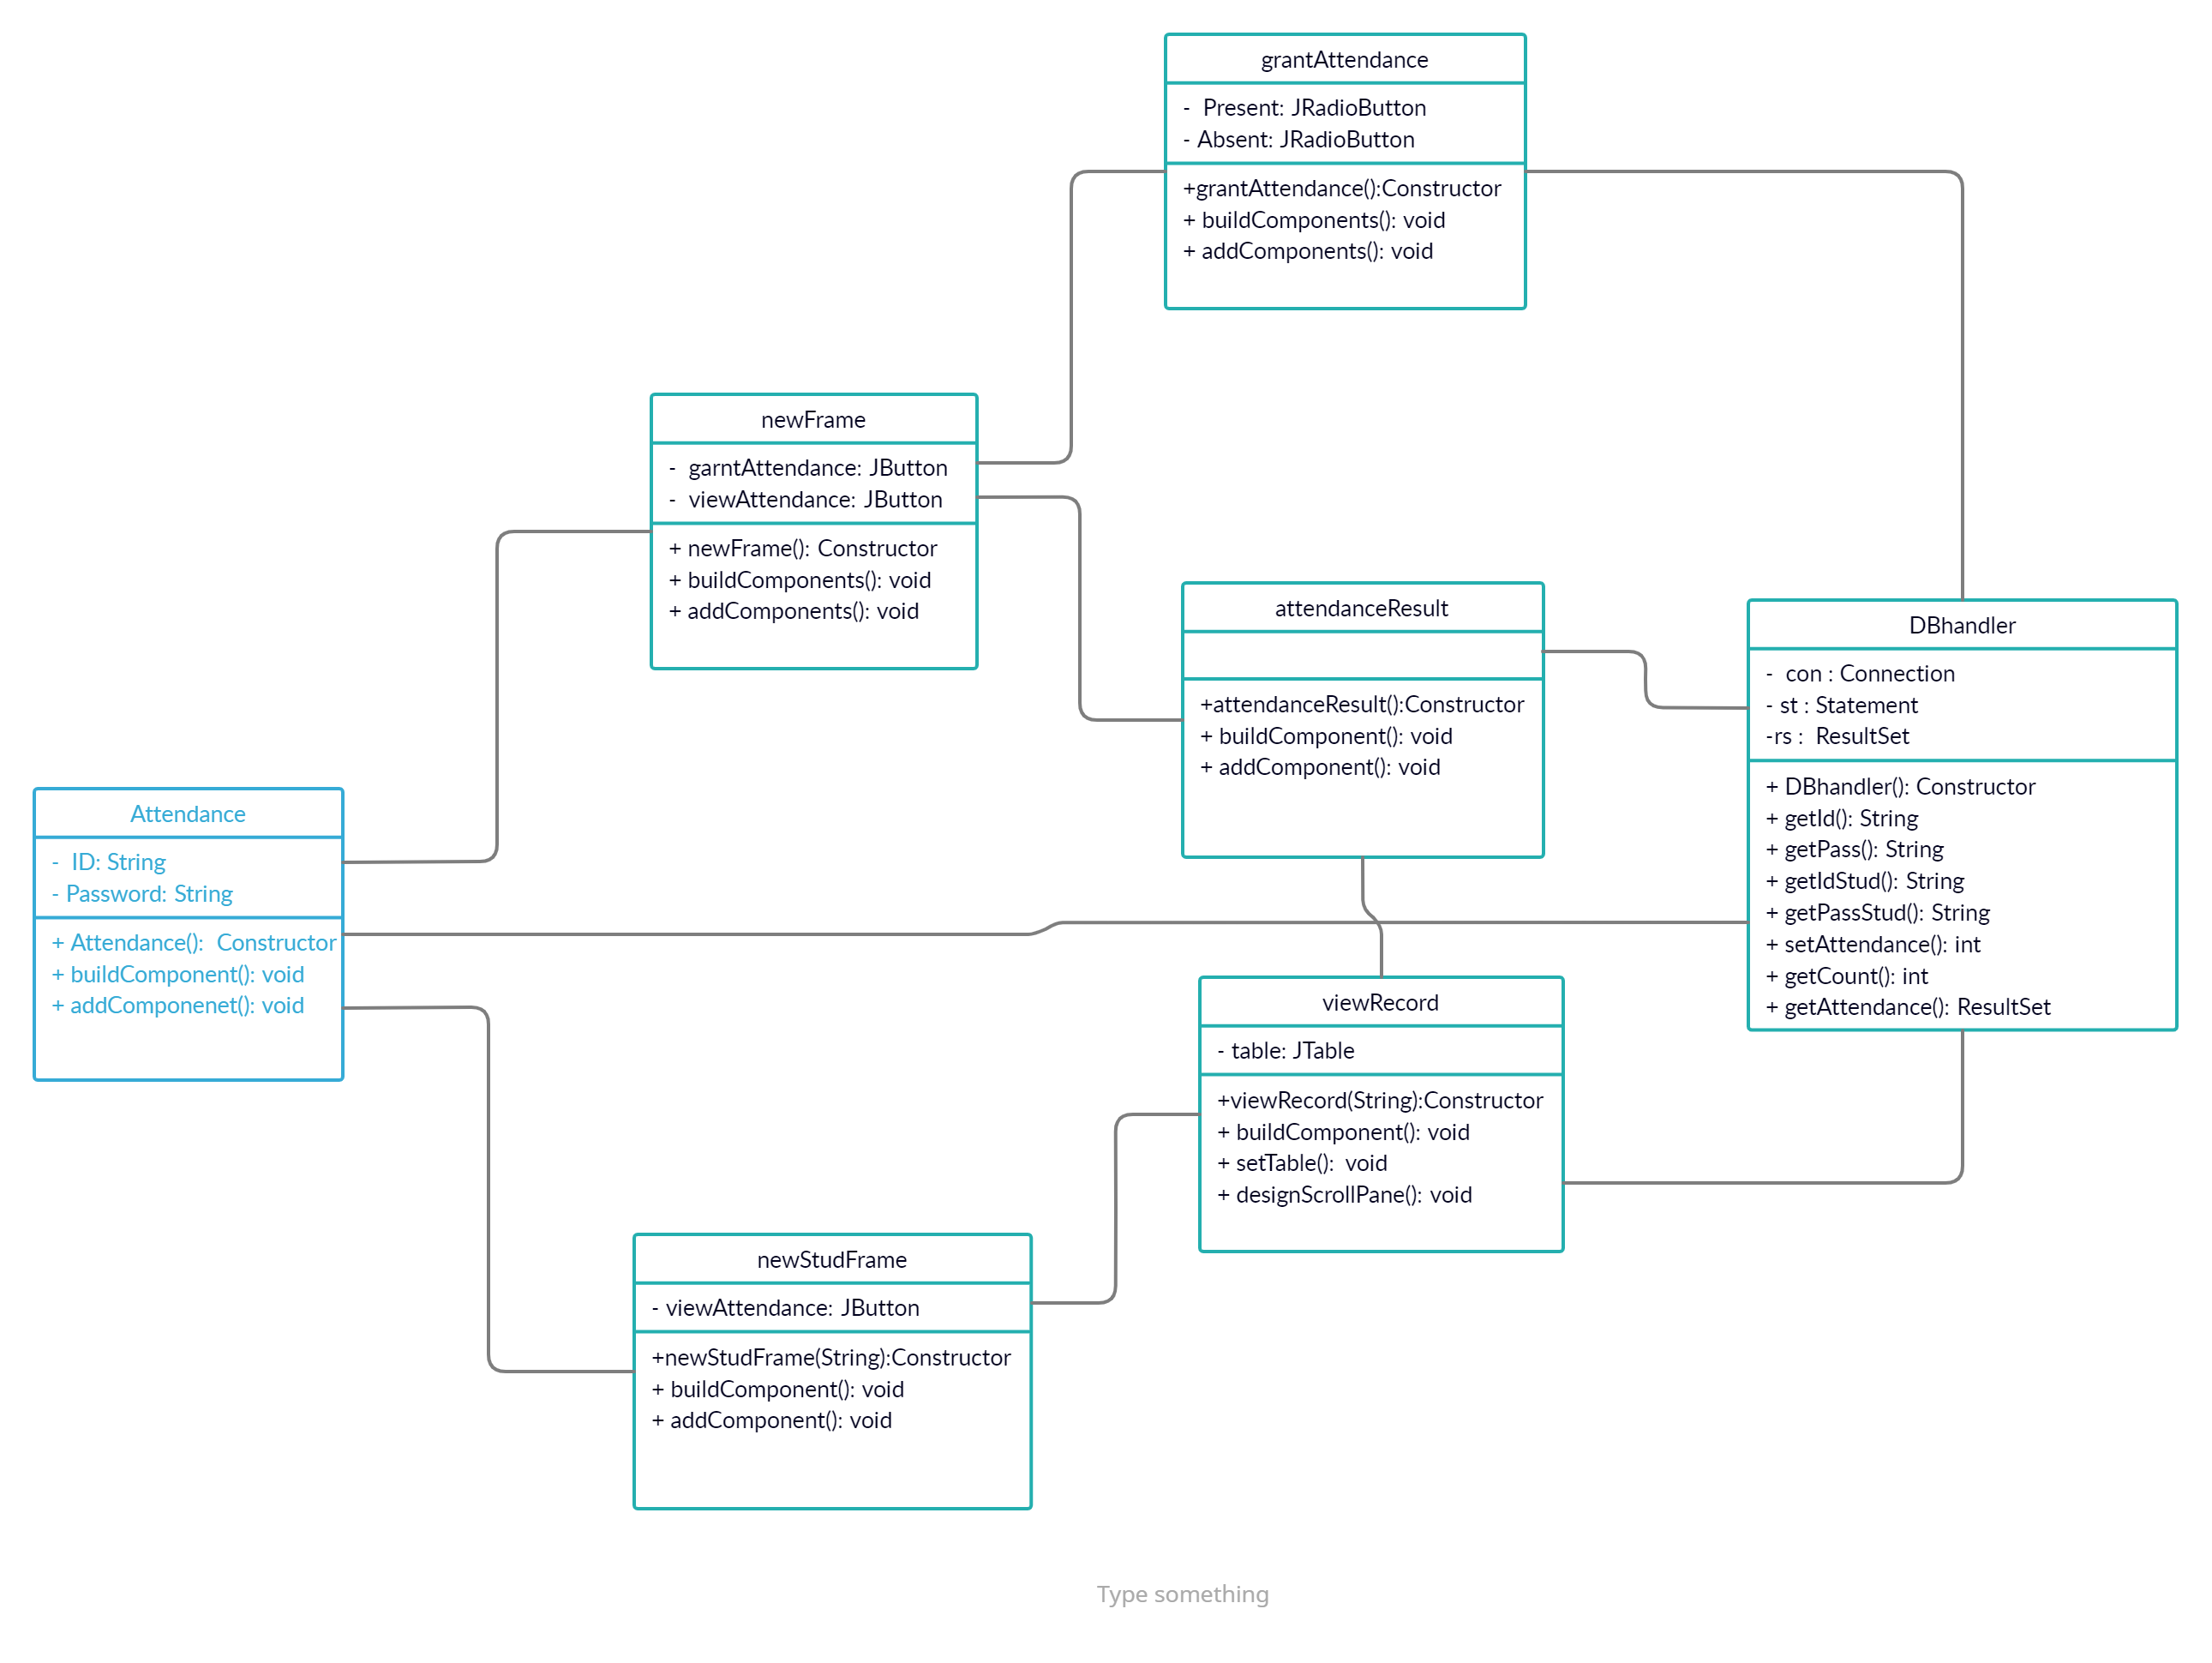 grantAttendance
-  Present: JRadioButton
- Absent: JRadioButton
+grantAttendance():Constructor
+ buildComponents(): void
+ addComponents(): void
newFrame
-  garntAttendance: JButton
-  viewAttendance: JButton
+ newFrame(): Constructor
+ buildComponents(): void
+ addComponents(): void
attendanceResult
+attendanceResult():Constructor
+ buildComponent(): void
+ addComponent(): void
DBhandler
-  con : Connection
- st : Statement
-rs :  ResultSet
+ DBhandler(): Constructor
+ getId(): String
+ getPass(): String
+ getIdStud(): String
+ getPassStud(): String
+ setAttendance(): int
+ getCount(): int
+ getAttendance(): ResultSet
Attendance
-  ID: String
- Password: String
+ Attendance():  Constructor
+ buildComponent(): void
+ addComponenet(): void
viewRecord
- table: JTable
+viewRecord(String):Constructor
+ buildComponent(): void
+ setTable():  void
+ designScrollPane(): void
newStudFrame
- viewAttendance: JButton
+newStudFrame(String):Constructor
+ buildComponent(): void
+ addComponent(): void
Type something